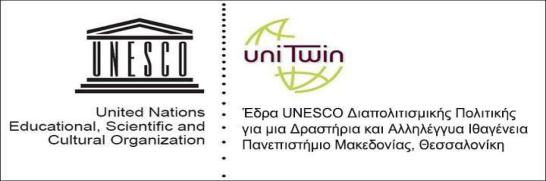 UNESCO
United Nations
Educational, Scientific and
Cultural Organization
uniTwin
Έδρα UNESCO Διαπολιτισμικής Πολιτικής
για μια Δραστήρια και Αλληλέγγυα Ιθαγένεια
Πανεπιστήμιο Μακεδονίας, Θεσσαλονίκη